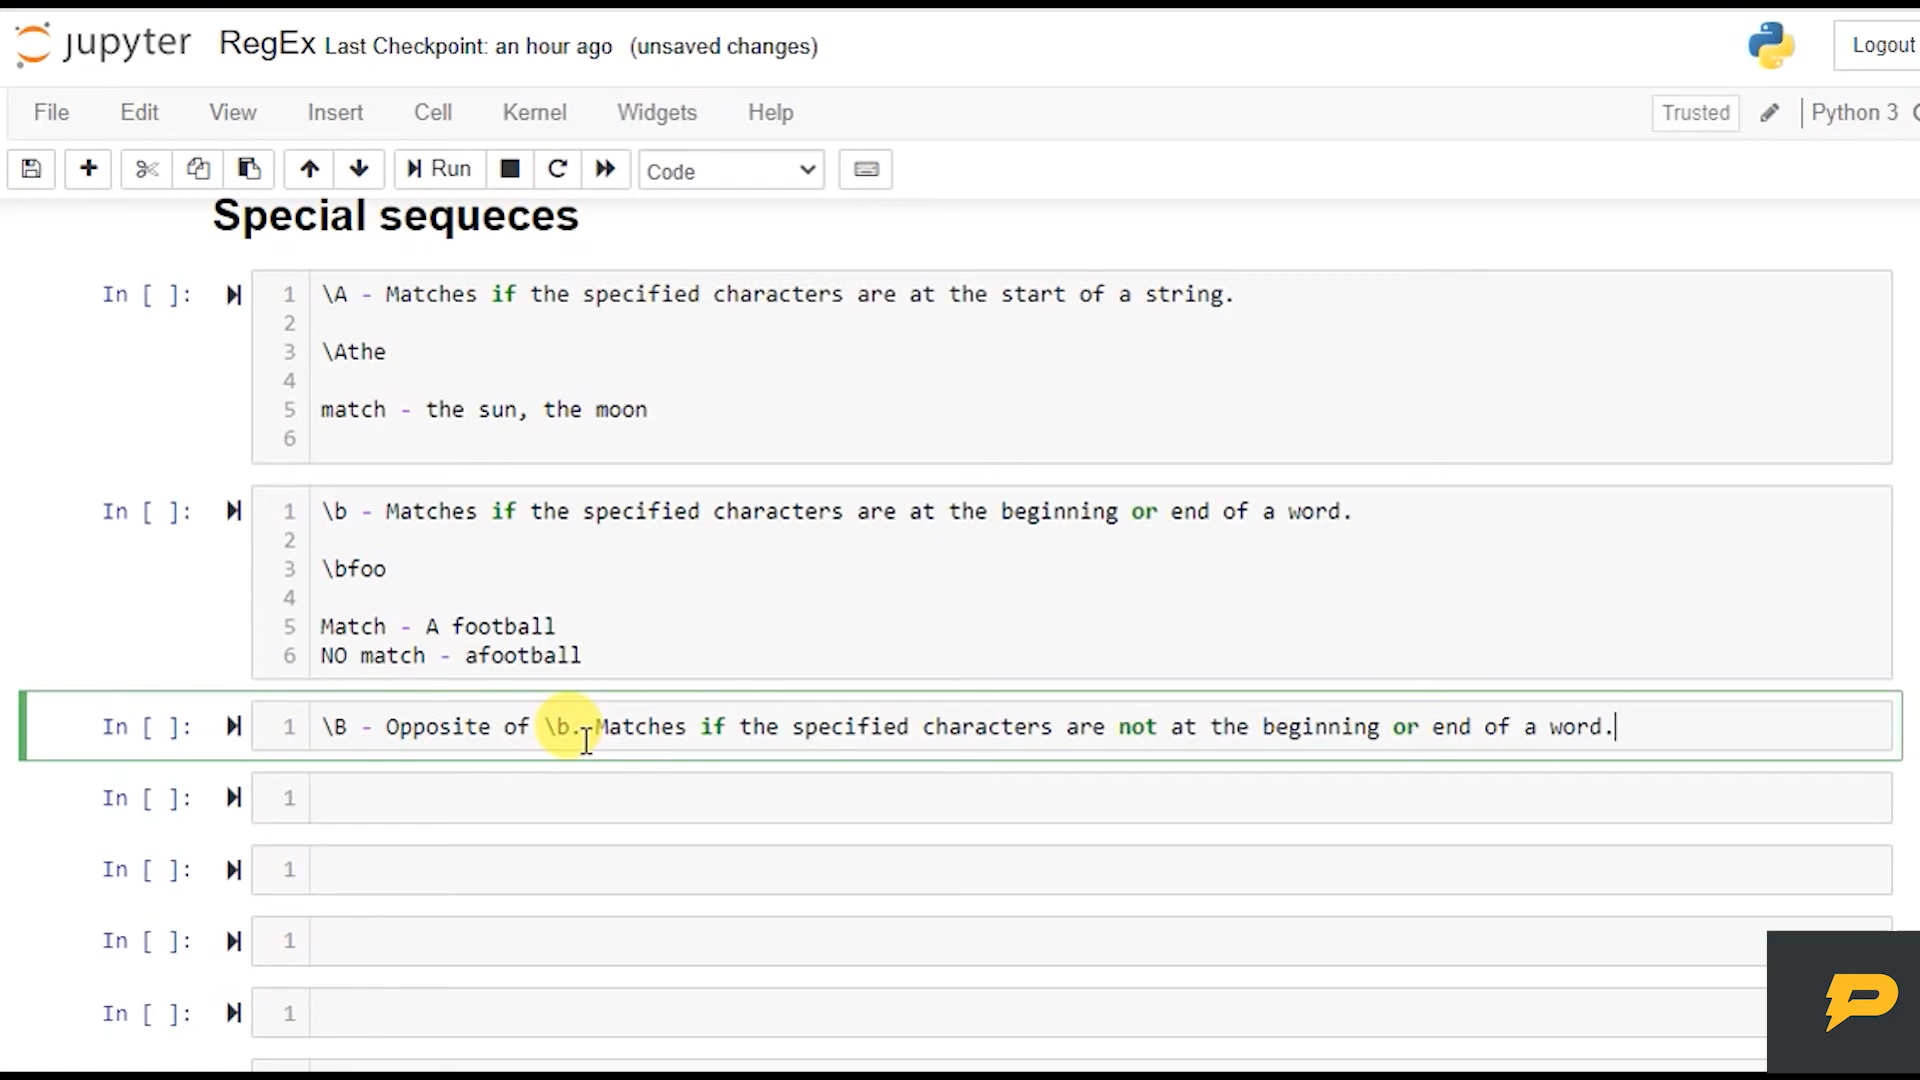 jupyter RegEx Last Checkpoint: an hour ago (unsaved changes) Logout
File Edit View Insert Cell Kernel Widgets Help Trusted Python 3
Run Code
Special sequeces
In [ ]: 1 \A - Matches if the specified characters are at the start of a string.
2
3 \Athe
4
5 match - the sun, the moon
6
In [ ]: 1 \b - Matches if the specified characters are at the beginning or end of a word.
2
3 \bfoo
4
5 Match - A football
6 NO match - afootball
In [ ]: 1 \B - Opposite of \b. Matches if the specified characters are not at the beginning or end of a word.
In [ ]: 1
In [ ]: 1
In [ ]: 1
In [ ]: 1